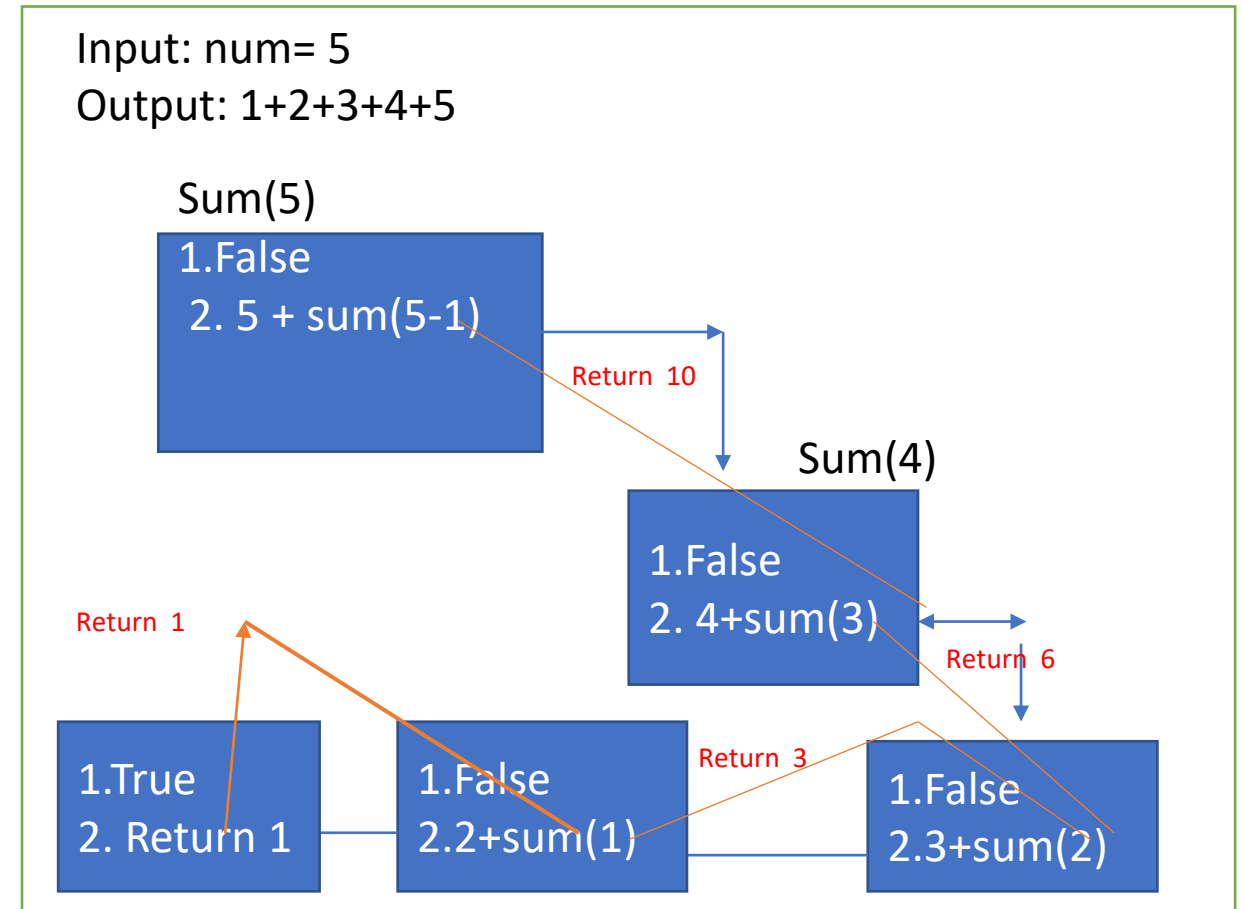 Input: num= 5
Output: 1+2+3+4+5
Sum(5)
1.False
2. 5 + sum(5-1)
Return 10
Sum(4)
1.False
2. 4+sum(3)
Return 6
1.False
2.3+sum(2)
Return 3
1.False
2.2+sum(1)
Return 1
1.True
2. Return 1